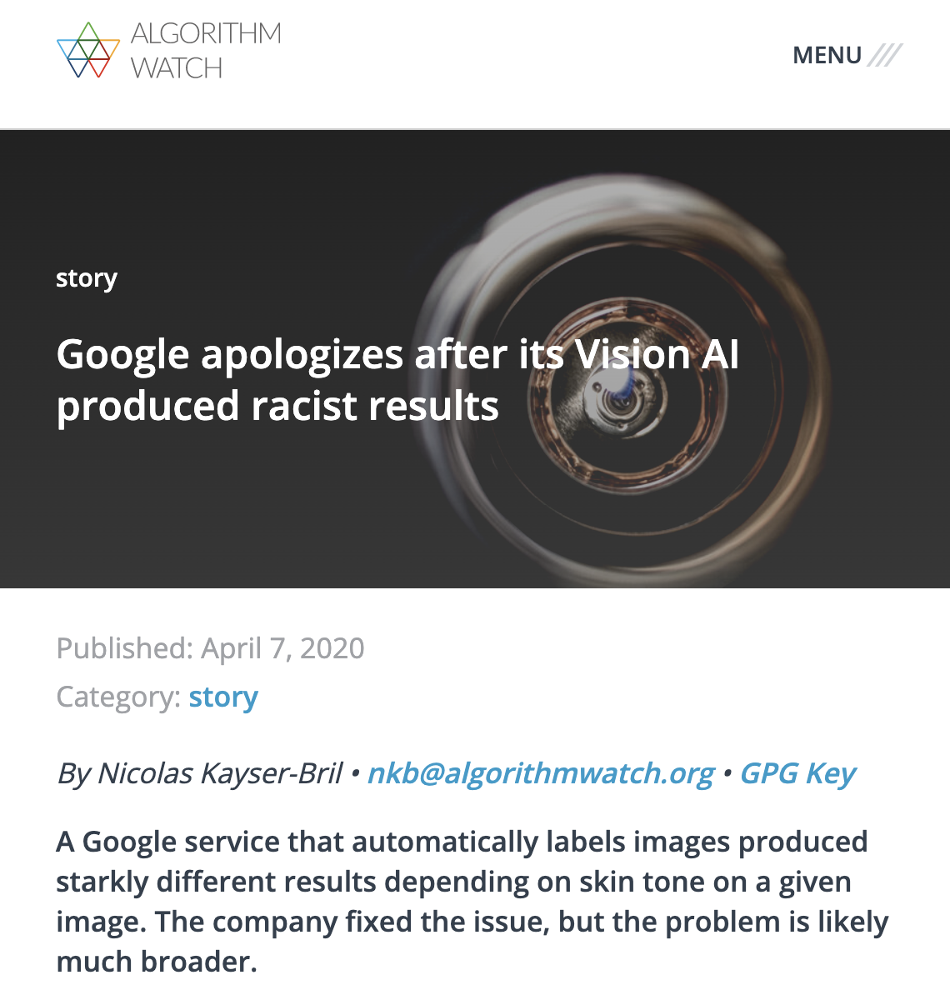 ALGORITHM
WATCH
MENU
story
Google apologizes after its Vision AI
produced racist results
Published: April 7, 2020
Category: story
By Nicolas Kayser-Bril • nkb@algorithmwatch.org • GPG Key
A Google service that automatically labels images produced
starkly different results depending on skin tone on a given
image. The company fixed the issue, but the problem is likely
much broader.